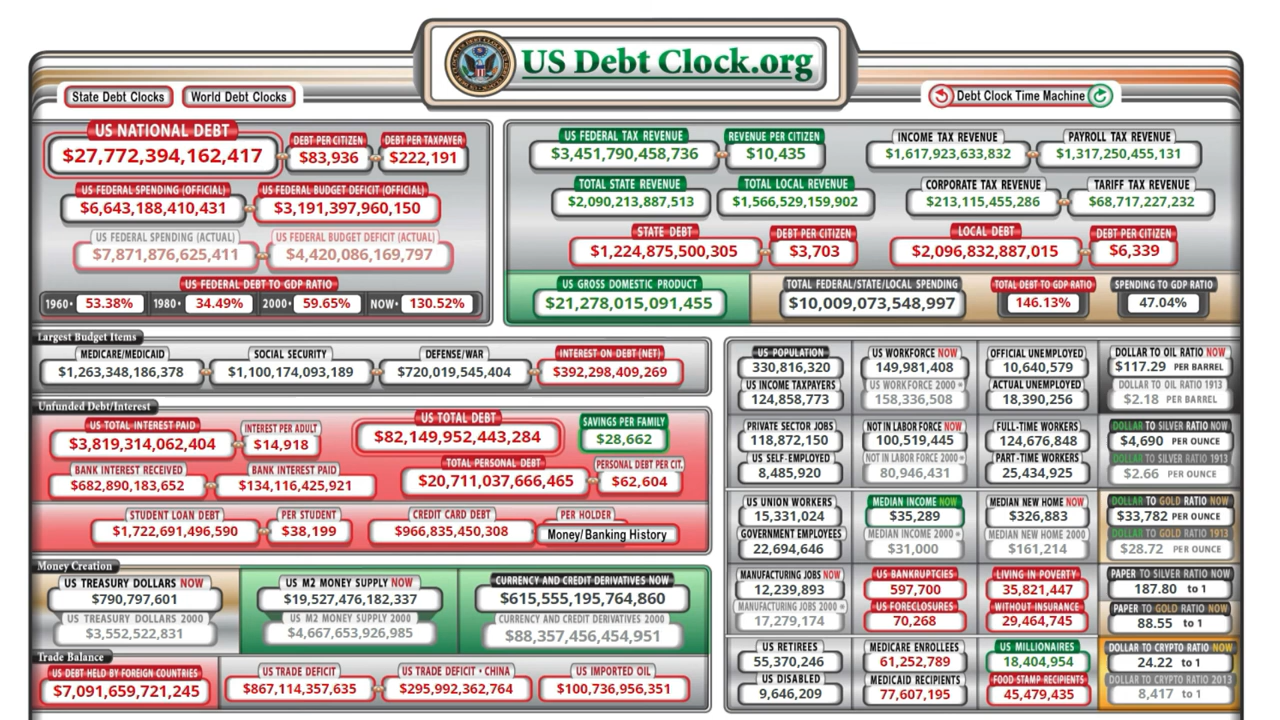 US Debt Clock.org
State Debt Clocks
World Debt Clocks
Debt Clock Time Machine
US NATIONAL DEBT
$27,772,394,162,417
DEBT PER CITIZEN
$83,936
DEBT PER TAXPAYER
$222,191
US FEDERAL SPENDING (OFFICIAL)
$6,643,188,410,431
US FEDERAL BUDGET DEFICIT (OFFICIAL)
$3,191,397,960,150
US FEDERAL SPENDING (ACTUAL)
$7,871,876,625,411
US FEDERAL BUDGET DEFICIT (ACTUAL)
$4,420,086,169,797
US FEDERAL DEBT TO GDP RATIO
1960• 53.38%
1980• 34.49%
2000• 59.65%
NOW• 130.52%
US FEDERAL TAX REVENUE
$3,451,790,458,736
REVENUE PER CITIZEN
$10,435
INCOME TAX REVENUE
$1,617,923,633,832
PAYROLL TAX REVENUE
$1,317,250,455,131
TOTAL STATE REVENUE
$2,090,213,887,513
TOTAL LOCAL REVENUE
$1,566,529,159,902
CORPORATE TAX REVENUE
$213,115,455,286
TARIFF TAX REVENUE
$68,717,227,232
STATE DEBT
$1,224,875,500,305
DEBT PER CITIZEN
$3,703
LOCAL DEBT
$2,096,832,887,015
DEBT PER CITIZEN
$6,339
US GROSS DOMESTIC PRODUCT
$21,278,015,091,455
TOTAL FEDERAL/STATE/LOCAL SPENDING
$10,009,073,548,997
TOTAL DEBT TO GDP RATIO
146.13%
SPENDING TO GDP RATIO
47.04%
Largest Budget Items
MEDICARE/MEDICAID
$1,263,348,186,378
SOCIAL SECURITY
$1,100,174,093,189
DEFENSE/WAR
$720,019,545,404
INTEREST ON DEBT (NET)
$392,298,409,269
Unfunded Debt/Interest
US TOTAL INTEREST PAID
$3,819,314,062,404
INTEREST PER ADULT
$14,918
US TOTAL DEBT
$82,149,952,443,284
SAVINGS PER FAMILY
$28,662
BANK INTEREST RECEIVED
$682,890,183,652
BANK INTEREST PAID
$134,116,425,921
TOTAL PERSONAL DEBT
$20,711,037,666,465
PERSONAL DEBT PER CIT.
$62,604
STUDENT LOAN DEBT
$1,722,691,496,590
PER STUDENT
$38,199
CREDIT CARD DEBT
$966,835,450,308
PER HOLDER
Money/Banking History
Money Creation
US TREASURY DOLLARS NOW
$790,797,601
US TREASURY DOLLARS 2000
$3,552,522,831
US M2 MONEY SUPPLY NOW
$19,527,476,182,337
US M2 MONEY SUPPLY 2000
$4,667,653,926,985
CURRENCY AND CREDIT DERIVATIVES NOW
$615,555,195,764,860
CURRENCY AND CREDIT DERIVATIVES 2000
$88,357,456,454,951
Trade Balance
US DEBT HELD BY FOREIGN COUNTRIES
$7,091,659,721,245
US TRADE DEFICIT
$867,114,357,635
US TRADE DEFICIT • CHINA
$295,992,362,764
US IMPORTED OIL
$100,736,956,351
US POPULATION
330,816,320
US INCOME TAXPAYERS
124,858,773
US WORKFORCE NOW
149,981,408
US WORKFORCE 2000
158,336,508
OFFICIAL UNEMPLOYED
10,640,579
ACTUAL UNEMPLOYED
18,390,256
DOLLAR TO OIL RATIO NOW
$117.29 PER BARREL
DOLLAR TO OIL RATIO 1913
$2.18 PER BARREL
PRIVATE SECTOR JOBS
118,872,150
US SELF-EMPLOYED
8,485,920
NOT IN LABOR FORCE NOW
100,519,445
NOT IN LABOR FORCE 2000
80,946,431
FULL-TIME WORKERS
124,676,848
PART-TIME WORKERS
25,434,925
DOLLAR TO SILVER RATIO NOW
$4,690 PER OUNCE
DOLLAR TO SILVER RATIO 1913
$2.66 PER OUNCE
US UNION WORKERS
15,331,024
GOVERNMENT EMPLOYEES
22,694,646
MEDIAN INCOME NOW
$35,289
MEDIAN INCOME 2000
$31,000
MEDIAN NEW HOME NOW
$326,883
MEDIAN NEW HOME 2000
$161,214
DOLLAR TO GOLD RATIO NOW
$33,782 PER OUNCE
DOLLAR TO GOLD RATIO 1913
$28.72 PER OUNCE
MANUFACTURING JOBS NOW
12,239,893
MANUFACTURING JOBS 2000
17,279,174
US BANKRUPTCIES
597,700
US FORECLOSURES
70,268
LIVING IN POVERTY
35,821,447
WITHOUT INSURANCE
29,464,745
PAPER TO SILVER RATIO NOW
187.80 to 1
PAPER TO GOLD RATIO NOW
88.55 to 1
US RETIREES
55,370,246
US DISABLED
9,646,209
MEDICARE ENROLLEES
61,252,789
MEDICAID RECIPIENTS
77,607,195
US MILLIONAIRES
18,404,954
FOOD STAMP RECIPIENTS
45,479,435
DOLLAR TO CRYPTO RATIO NOW
24.22 to 1
DOLLAR TO CRYPTO RATIO 2013
8,417 to 1